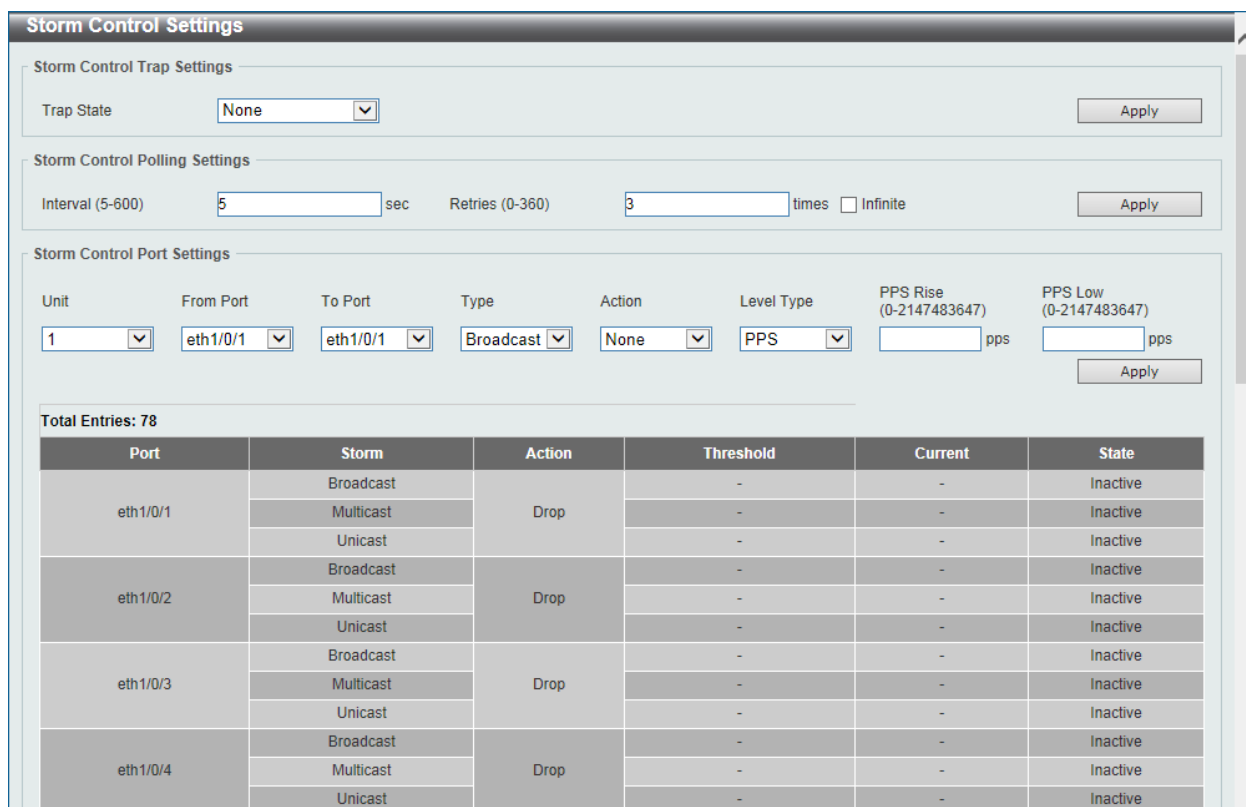 Storm Control Settings
Storm Control Trap Settings
Trap State None Apply
Storm Control Polling Settings
Interval (5-600) 5 sec Retries (0-360) 3 times Infinite Apply
Storm Control Port Settings
Unit From Port To Port Type Action Level Type PPS Rise (0-2147483647) PPS Low (0-2147483647)
1 eth1/0/1 eth1/0/1 Broadcast None PPS pps pps
Apply
Total Entries: 78
Port Storm Action Threshold Current State
eth1/0/1 Broadcast Drop - - Inactive
Multicast - - Inactive
Unicast - - Inactive
eth1/0/2 Broadcast Drop - - Inactive
Multicast - - Inactive
Unicast - - Inactive
eth1/0/3 Broadcast Drop - - Inactive
Multicast - - Inactive
Unicast - - Inactive
eth1/0/4 Broadcast Drop - - Inactive
Multicast - - Inactive
Unicast - - Inactive